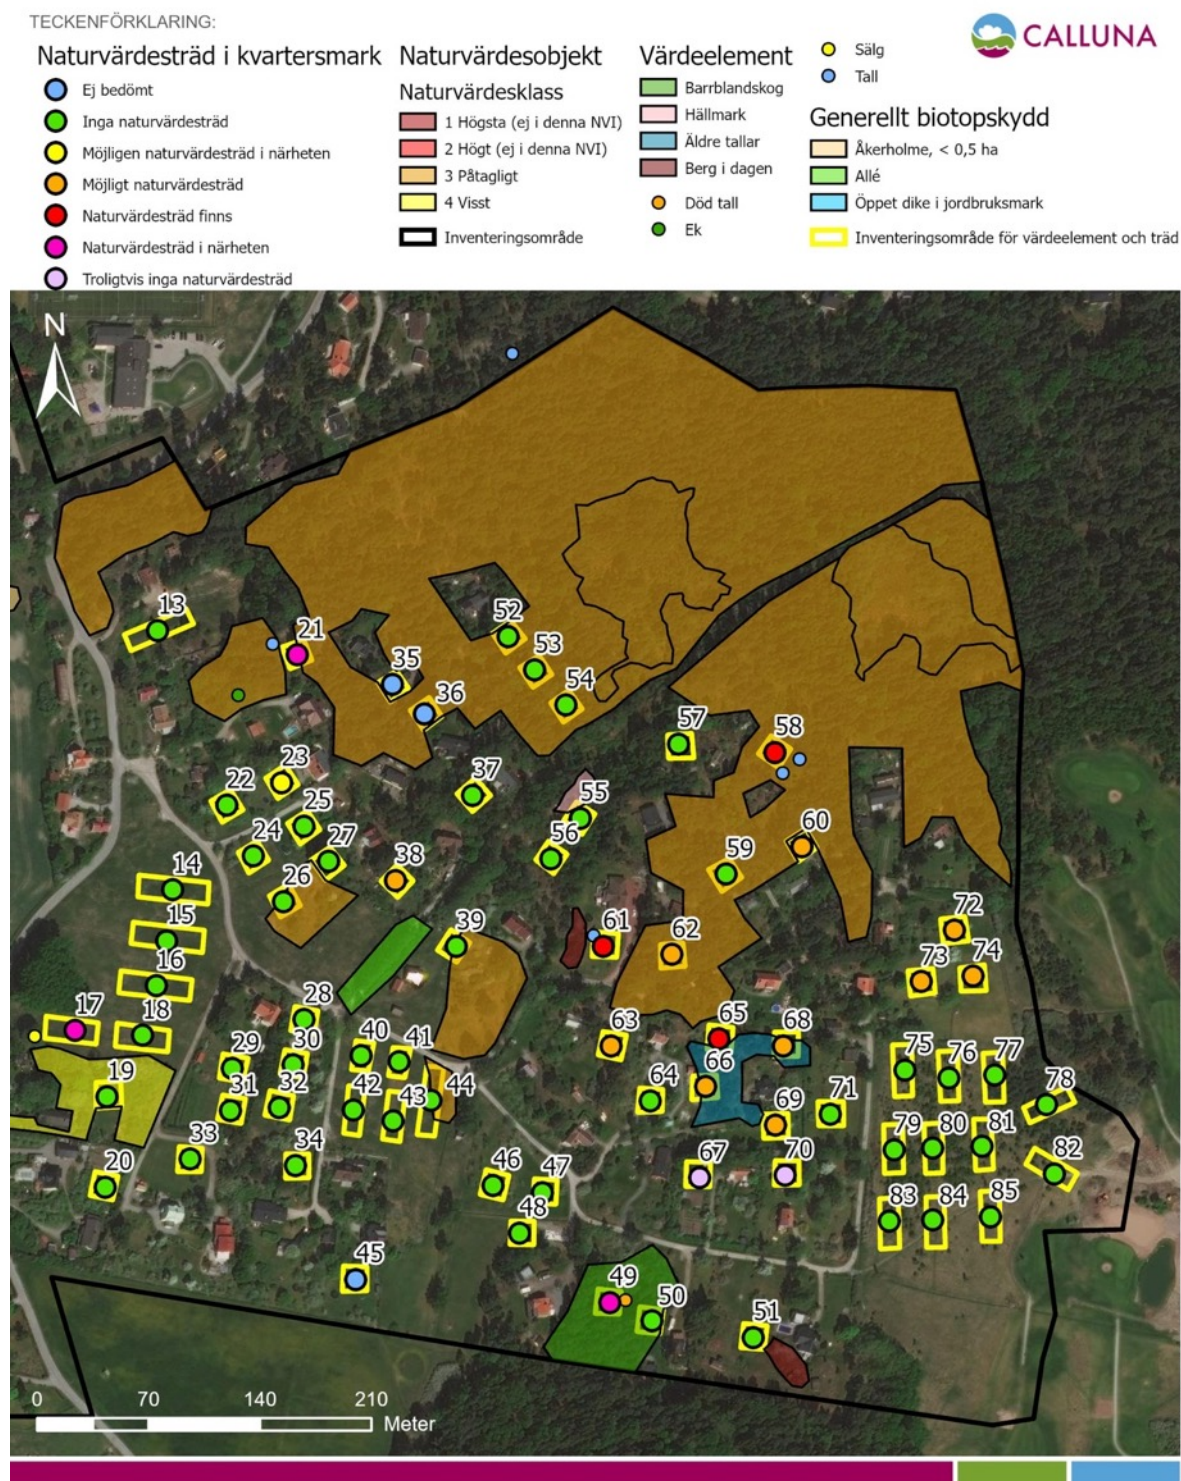 TECKENFÖRKLARING:
Naturvärdesträd i kvartersmark
Ej bedömt
Inga naturvärdesträd
Möjligen naturvärdesträd i närheten
Möjligt naturvärdesträd
Naturvärdesträd finns
Naturvärdesträd i närheten
Troligtvis inga naturvärdesträd
Naturvärdesobjekt
Naturvärdesklass
1 Högsta (ej i denna NVI)
2 Högt (ej i denna NVI)
3 Påtagligt
4 Visst
Inventeringsområde
Värdeelement
Barrblandskog
Hällmark
Äldre tallar
Berg i dagen
Död tall
Ek
Sälg
Tall
Generellt biotopskydd
Åkerholme, < 0,5 ha
Allé
Öppet dike i jordbruksmark
Inventeringsområde för värdeelement och träd
CALLUNA
N
13
21
52
53
54
35
36
57
58
37
55
56
22
23
24
25
26
27
38
59
60
14
15
16
17
18
39
61
62
72
73
74
28
29
30
31
32
33
34
40
41
42
43
44
63
64
65
66
67
68
69
70
71
75
76
77
78
79
80
81
82
83
84
85
19
20
45
46
47
48
49
50
51
0 70 140 210
Meter